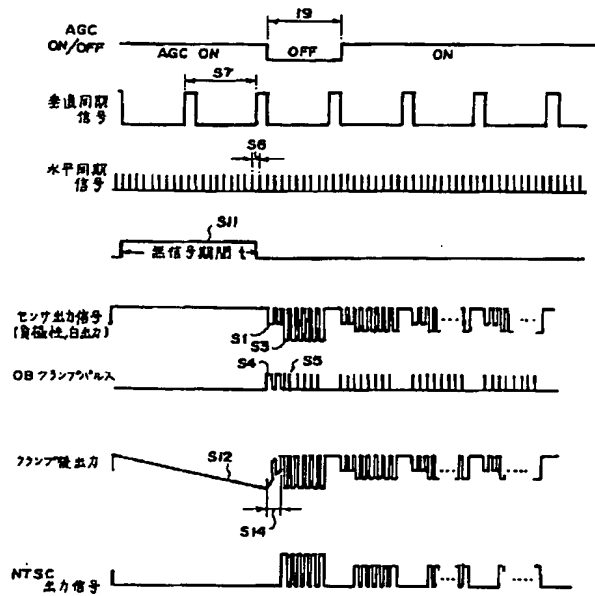 AGC
ON/OFF
AGC ON
19
OFF
ON
垂直同期
信号
S7
水平同期
信号
S6
S11
無信号期間 t
センサ出力信号
(負極性,白出力)
S1
S3
OBクランプパルス
S4
S5
クランプ後出力
S12
S14
NTSC
出力信号